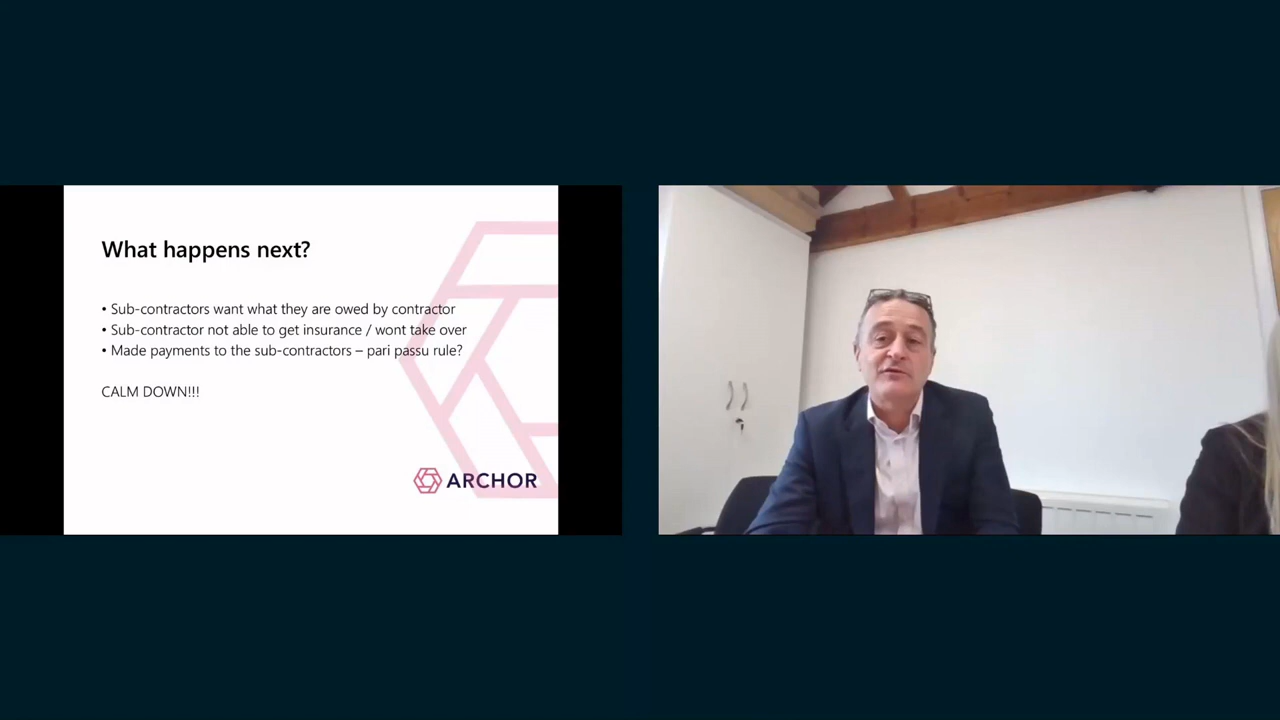 What happens next?
• Sub-contractors want what they are owed by contractor
• Sub-contractor not able to get insurance / wont take over
• Made payments to the sub-contractors – pari passu rule?
CALM DOWN!!!
ARCHOR